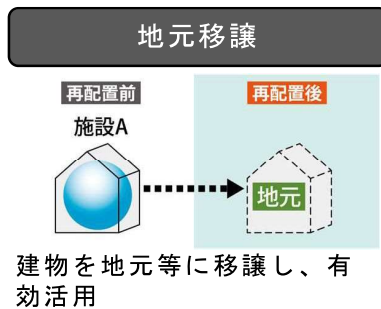 地元移譲
再配置前
再配置後
施設A
地元
建物を地元等に移譲し、有
効活用